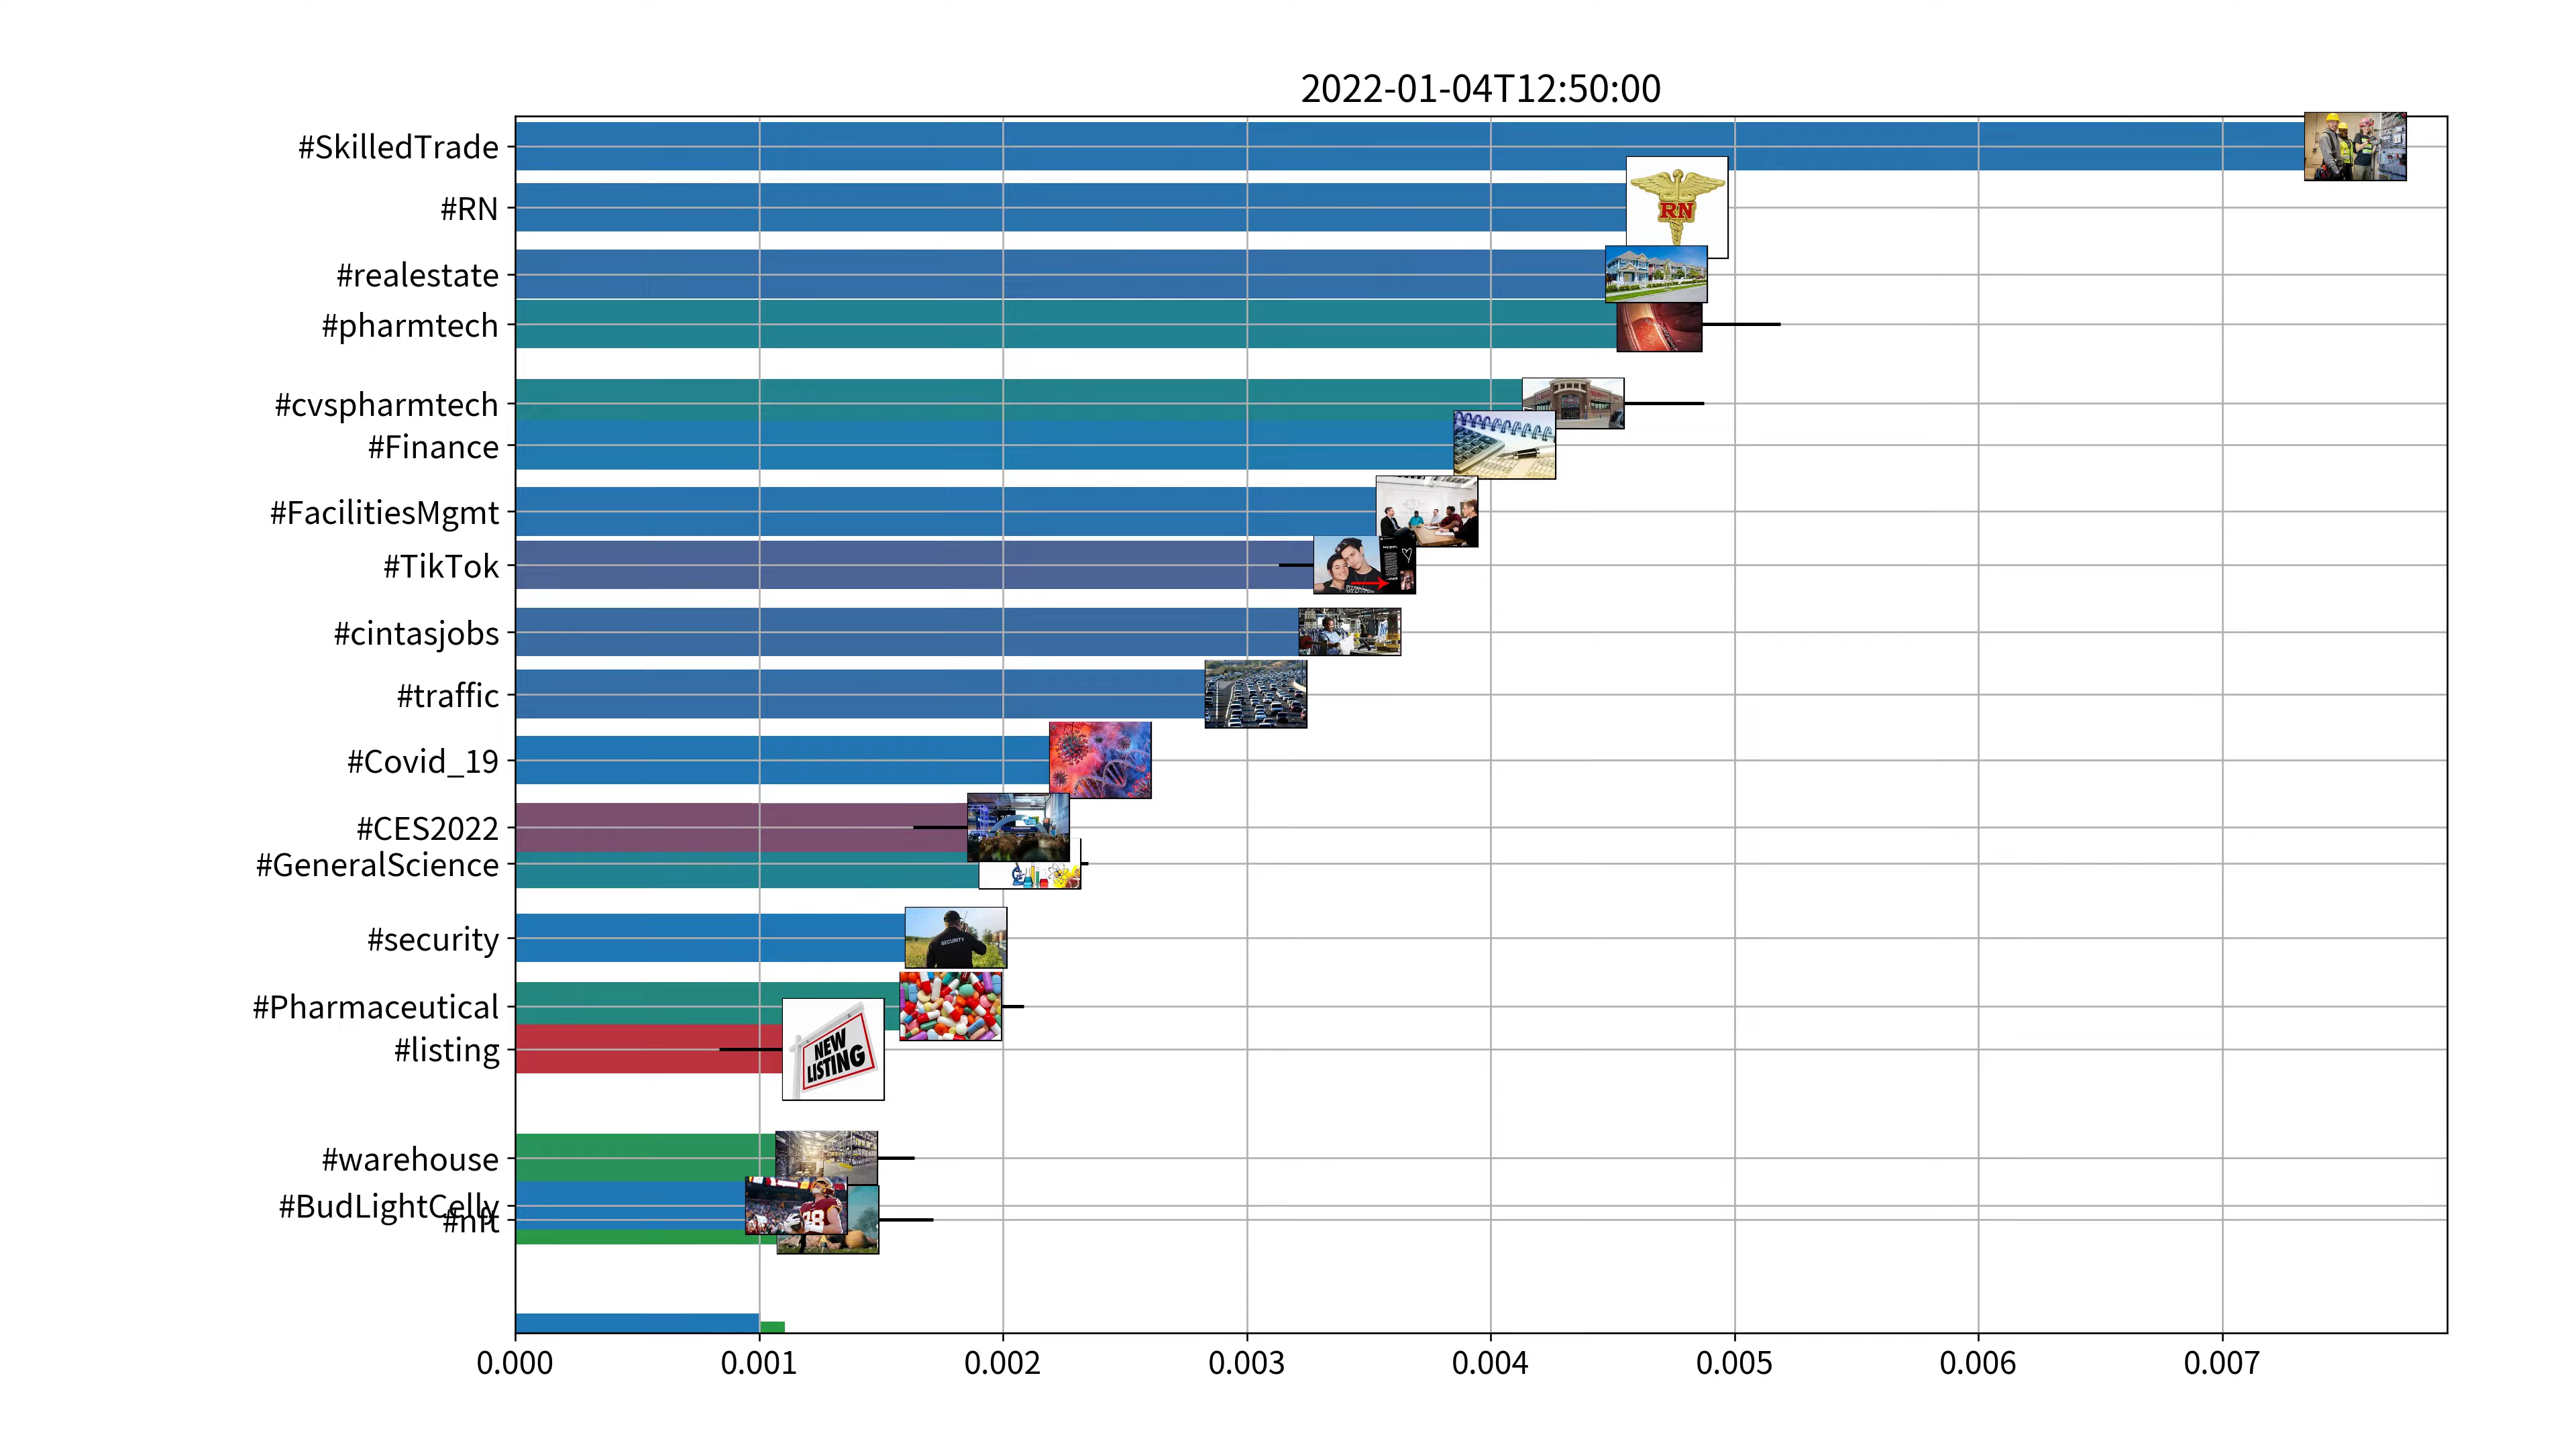 2022-01-04T12:50:00
#SkilledTrade
#RN
RN
#realestate
#pharmtech
#cvspharmtech
#Finance
#FacilitiesMgmt
#TikTok
#cintasjobs
#traffic
#Covid_19
#CES2022
#GeneralScience
#security
SECURITY
#Pharmaceutical
#listing
NEW
LISTING
#warehouse
#BudLightCelly
#nft
0.000 0.001 0.002 0.003 0.004 0.005 0.006 0.007